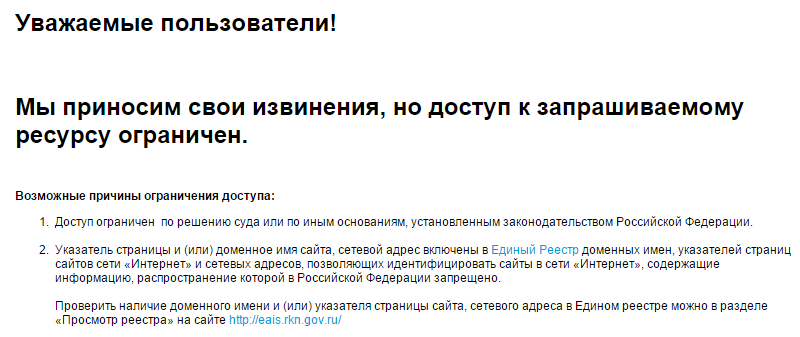 Уважаемые пользователи!
Мы приносим свои извинения, но доступ к запрашиваемому
ресурсу ограничен.
Возможные причины ограничения доступа:
1. Доступ ограничен по решению суда или по иным основаниям, установленным законодательством Российской Федерации.
2. Указатель страницы и (или) доменное имя сайта, сетевой адрес включены в Единый Реестр доменных имен, указателей страниц
сайтов сети «Интернет» и сетевых адресов, позволяющих идентифицировать сайты в сети «Интернет», содержащие
информацию, распространение которой в Российской Федерации запрещено.
Проверить наличие доменного имени и (или) указателя страницы сайта, сетевого адреса в Едином реестре можно в разделе
«Просмотр реестра» на сайте http://eais.rkn.gov.ru/